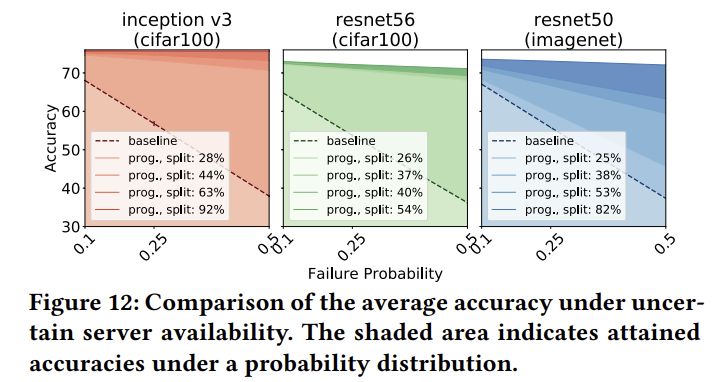 inception v3
(cifar100)
resnet56
(cifar100)
resnet50
(imagenet)
Accuracy
70
60
50
40
30
baseline
prog., split: 28%
prog., split: 44%
prog., split: 63%
prog., split: 92%
baseline
prog., split: 26%
prog., split: 37%
prog., split: 40%
prog., split: 54%
baseline
prog., split: 25%
prog., split: 38%
prog., split: 53%
prog., split: 82%
0.1
0.25
0.5
0.1
0.25
0.5
0.1
0.25
0.5
Failure Probability
Figure 12: Comparison of the average accuracy under uncer-
tain server availability. The shaded area indicates attained
accuracies under a probability distribution.